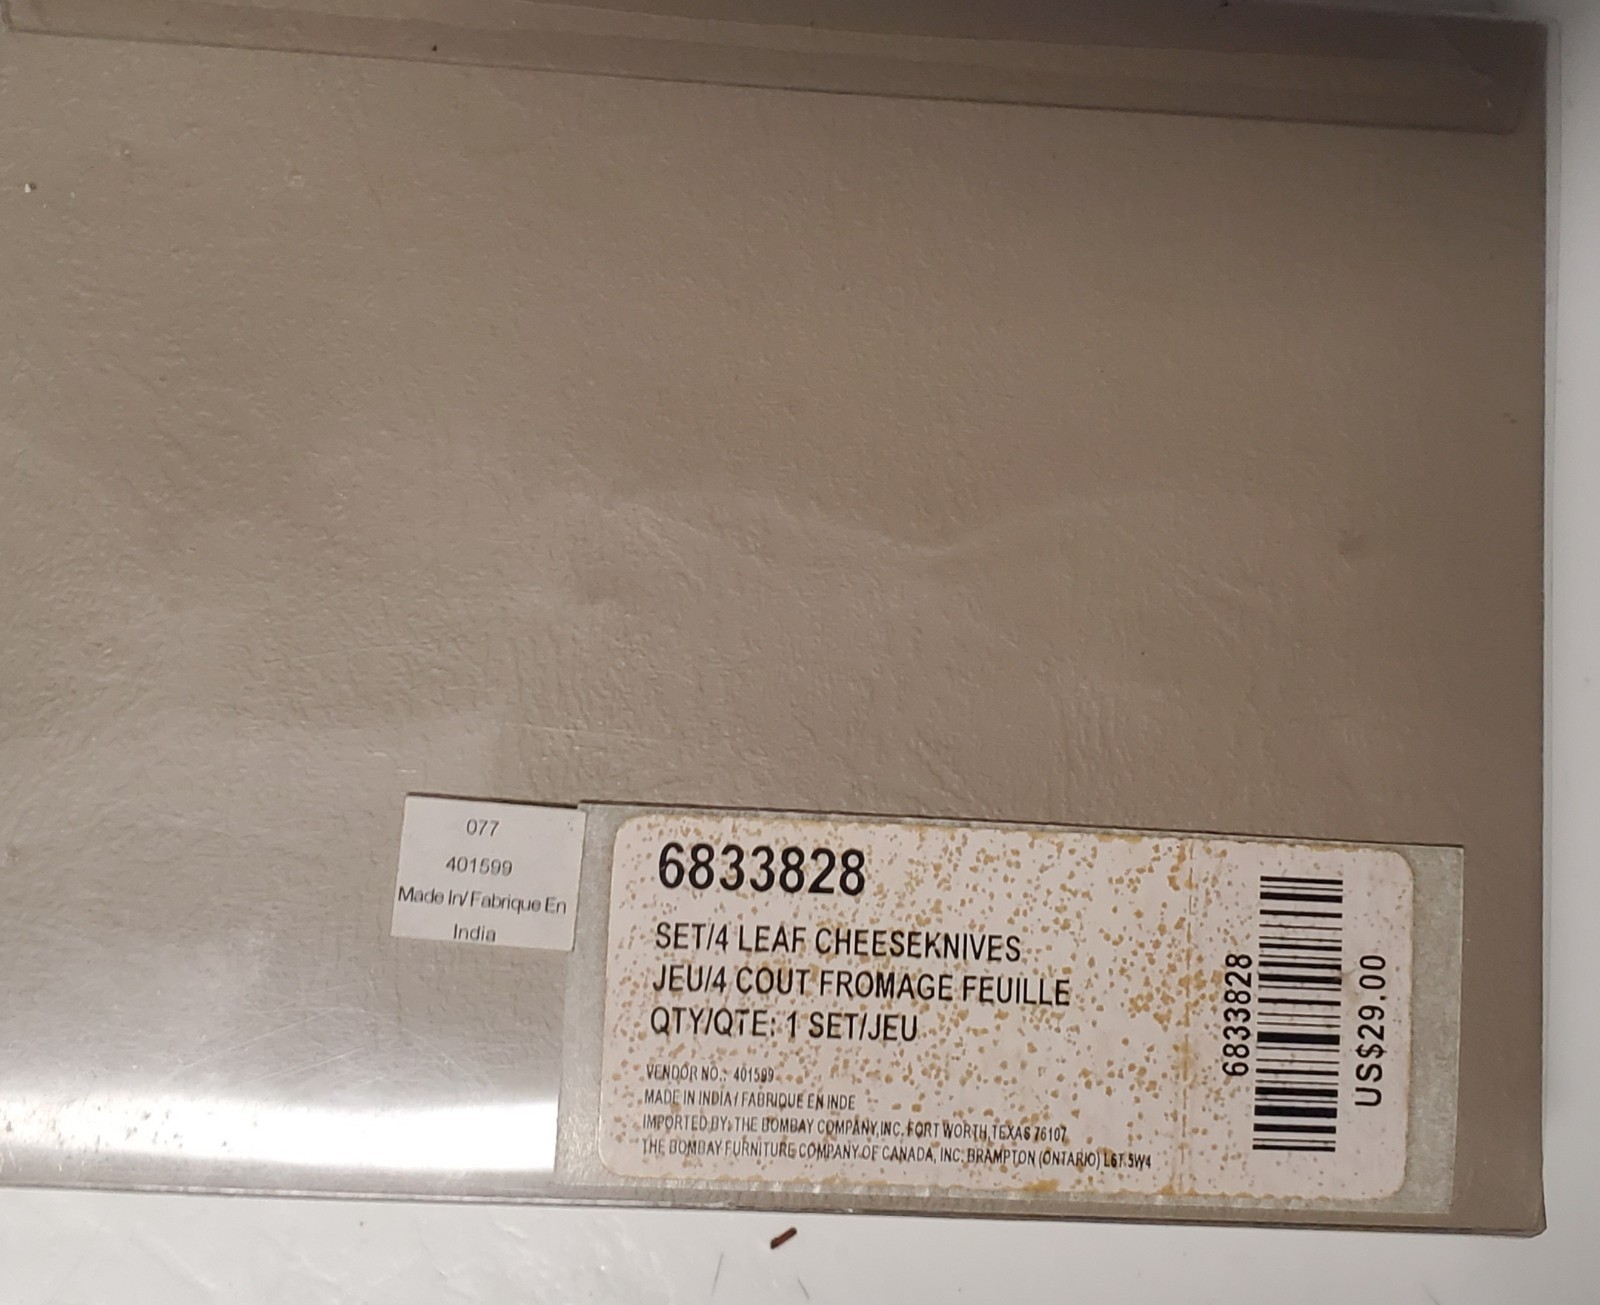 077
401599
Made In/ Fabrique En
India
6833828
SET/4 LEAF CHEESEKNIVES
JEU/4 COUT FROMAGE FEUILLE
QTY/QTE: 1 SET/JEU
VENDOR NO.: 401599
MADE IN INDIA / FABRIQUE EN INDE
IMPORTED BY: THE BOMBAY COMPANY, INC. FORT WORTH, TEXAS 76107
THE BOMBAY FURNITURE COMPANY OF CANADA, INC. BRAMPTON (ONTARIO) L6T 5W4
6833828
US$29.00